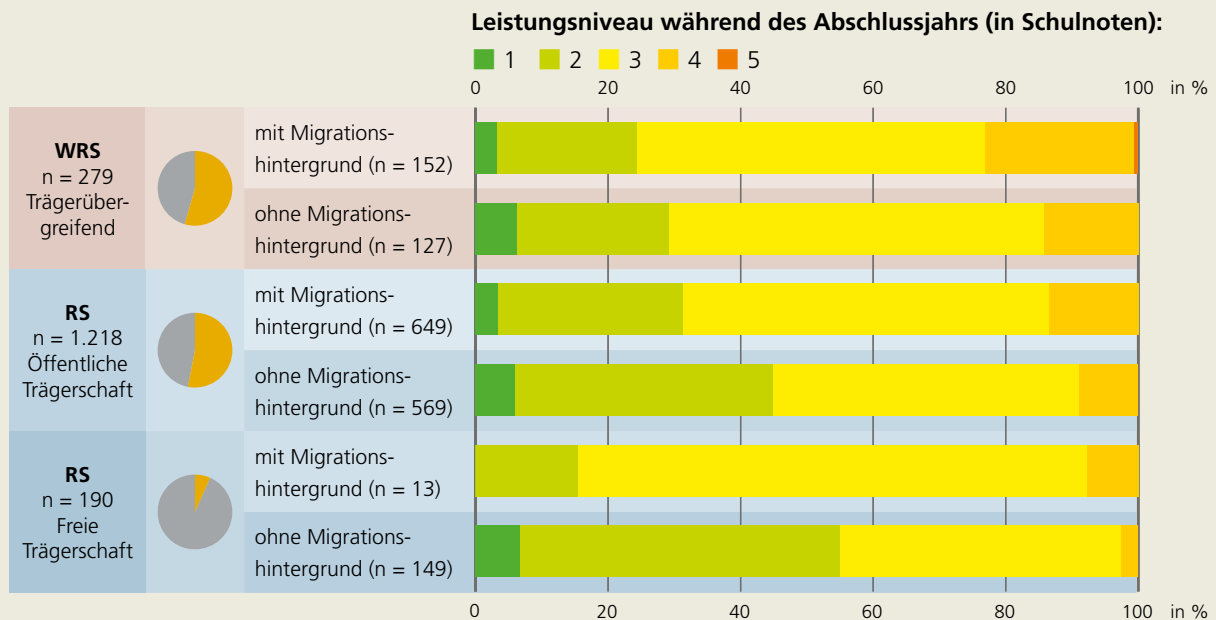 Leistungsniveau während des Abschlussjahrs (in Schulnoten):
1 2 3 4 5
0 20 40 60 80 100 in %
WRS
n = 279
Trägerüber-
greifend
mit Migrations-
hintergrund (n = 152)
ohne Migrations-
hintergrund (n = 127)
RS
n = 1.218
Öffentliche
Trägerschaft
mit Migrations-
hintergrund (n = 649)
ohne Migrations-
hintergrund (n = 569)
RS
n = 190
Freie
Trägerschaft
mit Migrations-
hintergrund (n = 13)
ohne Migrations-
hintergrund (n = 149)
0 20 40 60 80 100 in %